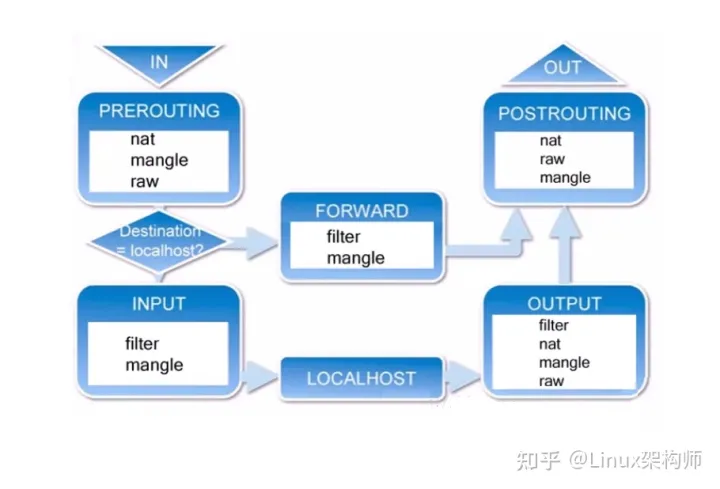 IN
PREROUTING
nat
mangle
raw
Destination
= localhost?
FORWARD
filter
mangle
OUT
POSTROUTING
nat
raw
mangle
INPUT
filter
mangle
LOCALHOST
OUTPUT
filter
nat
mangle
raw
知乎 @Linux架构师